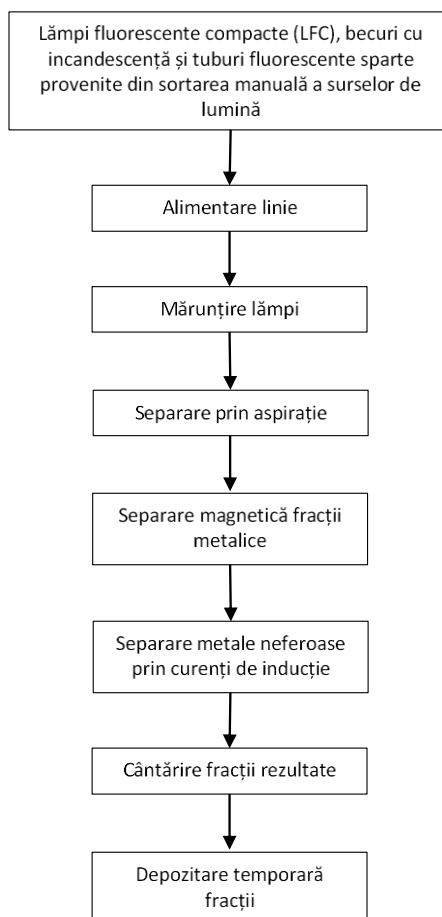 Lămpi fluorescente compacte (LFC), becuri cu
incandescență și tuburi fluorescente sparte
provenite din sortarea manuală a surselor de
lumină
Alimentare linie
Mărunțire lămpi
Separare prin aspirație
Separare magnetică fracții
metalice
Separare metale neferoase
prin curenți de inducție
Cântărire fracții rezultate
Depozitare temporară
fracții